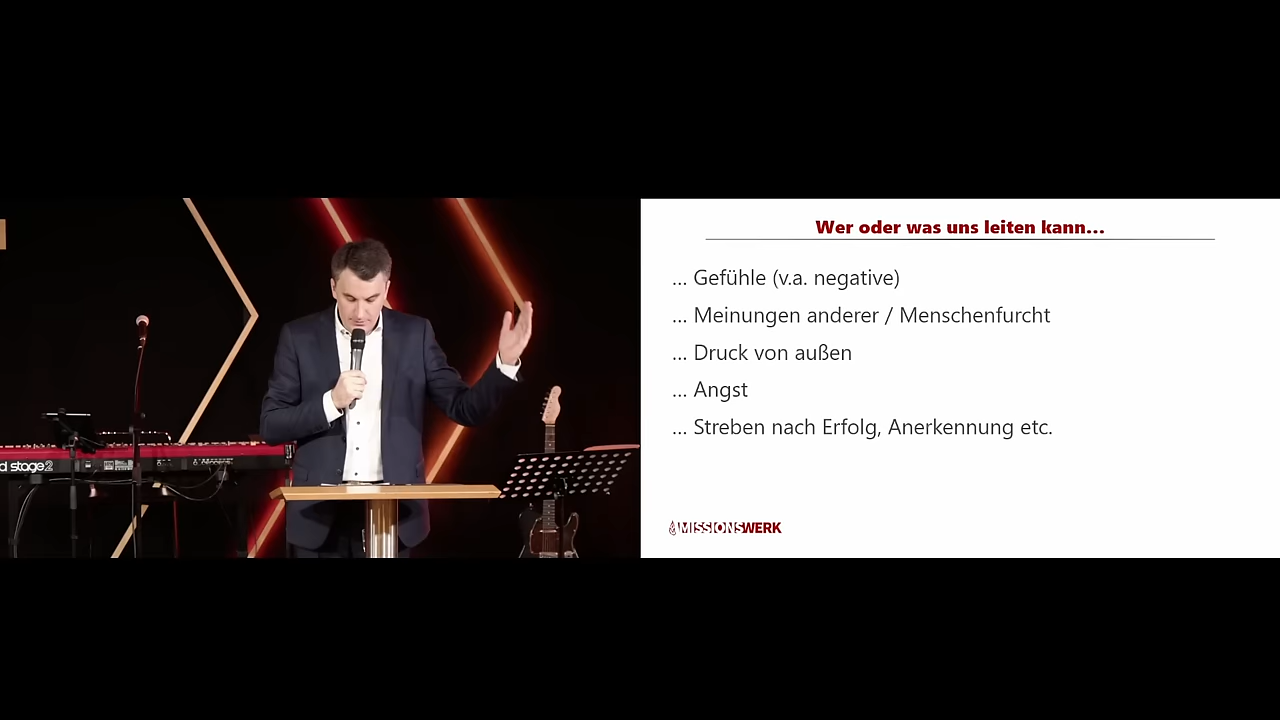 d stage2
Wer oder was uns leiten kann...
... Gefühle (v.a. negative)
... Meinungen anderer / Menschenfurcht
... Druck von außen
... Angst
... Streben nach Erfolg, Anerkennung etc.
MISSIONSWERK